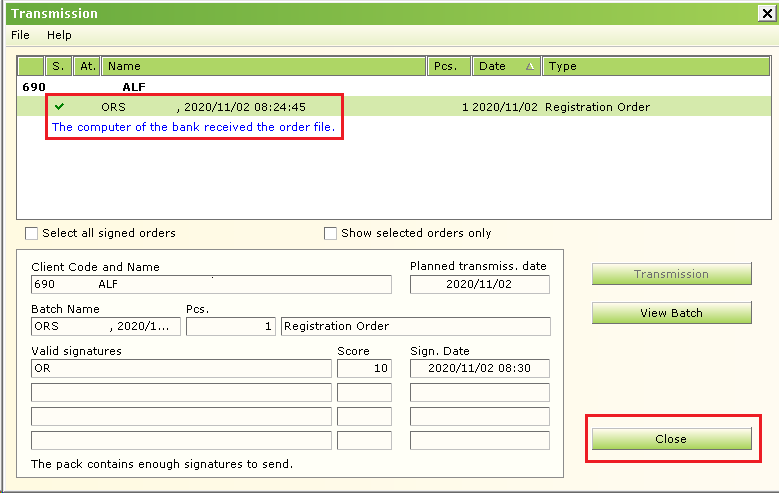 Transmission
File Help
S. At. Name Pcs. Date Type
690 ALF
ORS , 2020/11/02 08:24:45 1 2020/11/02 Registration Order
The computer of the bank received the order file.
Select all signed orders Show selected orders only
Client Code and Name Planned transmiss. date
690 ALF 2020/11/02
Transmission
Batch Name Pcs.
View Batch
ORS , 2020/1... 1 Registration Order
Valid signatures Score Sign. Date
OR 10 2020/11/02 08:30
Close
The pack contains enough signatures to send.